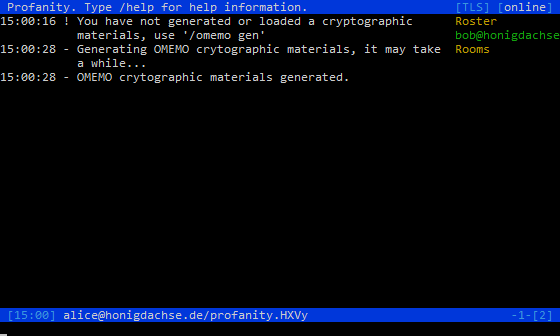 Profanity. Type /help for help information. [TLS] [online]
15:00:16 ! You have not generated or loaded a cryptographic Roster
materials, use '/omemo gen' bob@honigdachse
15:00:28 - Generating OMEMO crytographic materials, it may take Rooms
a while...
15:00:28 - OMEMO crytographic materials generated.
[15:00] alice@honigdachse.de/profanity.HXVy -1-[2]